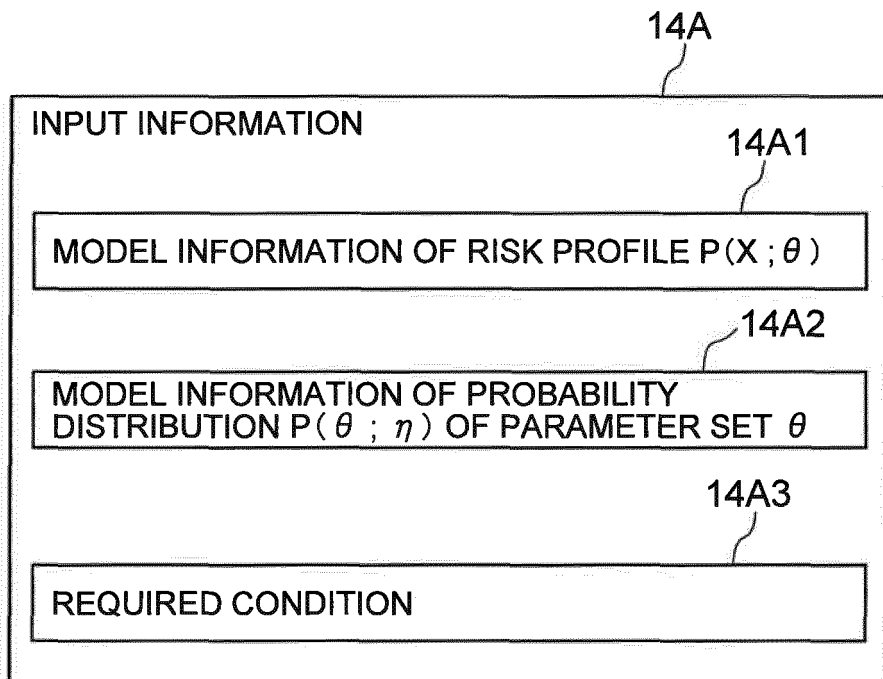 14A
INPUT INFORMATION
14A1
MODEL INFORMATION OF RISK PROFILE P(X ; θ)
14A2
MODEL INFORMATION OF PROBABILITY
DISTRIBUTION P(θ ; η) OF PARAMETER SET θ
14A3
REQUIRED CONDITION